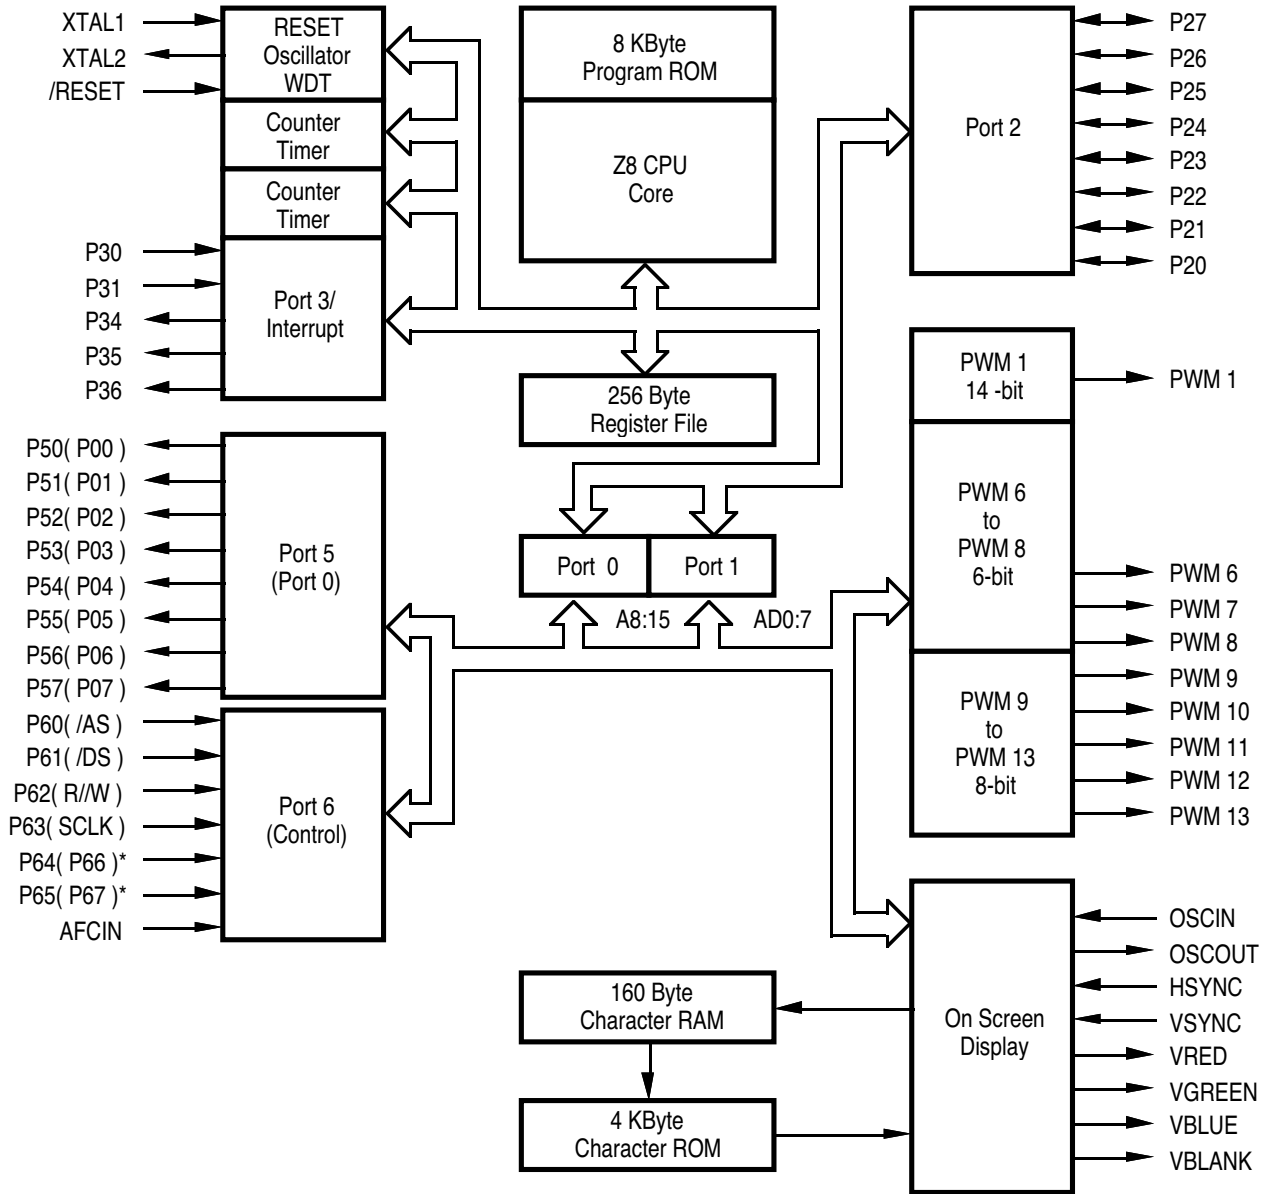 XTAL1
XTAL2
/RESET
RESET
Oscillator
WDT
Counter
Timer
Counter
Timer
P30
P31
P34
P35
P36
Port 3/
Interrupt
8 KByte
Program ROM
Z8 CPU
Core
256 Byte
Register File
Port 2
P27
P26
P25
P24
P23
P22
P21
P20
PWM 1
14 -bit
PWM 1
PWM 6
to
PWM 8
6-bit
PWM 6
PWM 7
PWM 8
PWM 9
to
PWM 13
8-bit
PWM 9
PWM 10
PWM 11
PWM 12
PWM 13
P50( P00 )
P51( P01 )
P52( P02 )
P53( P03 )
P54( P04 )
P55( P05 )
P56( P06 )
P57( P07 )
Port 5
(Port 0)
Port 0
Port 1
A8:15
AD0:7
P60( /AS )
P61( /DS )
P62( R//W )
P63( SCLK )
P64( P66 )*
P65( P67 )*
AFCIN
Port 6
(Control)
160 Byte
Character RAM
4 KByte
Character ROM
On Screen
Display
OSCIN
OSCOUT
HSYNC
VSYNC
VRED
VGREEN
VBLUE
VBLANK